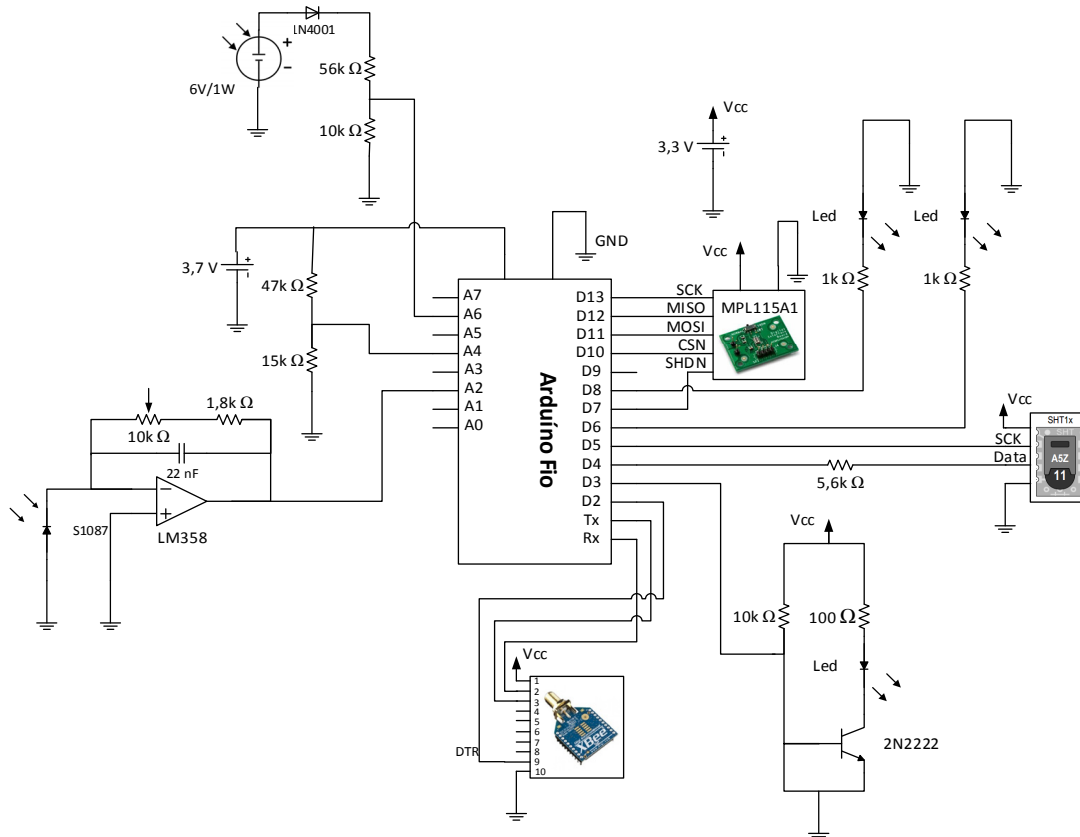 1N4001
+
-
6V/1W
56k Ω
10k Ω
Vcc
+
-
3,3 V
GND
3,7 V
+
-
47k Ω
15k Ω
Led
Led
1k Ω
1k Ω
Vcc
MPL115A1
SCK
MISO
MOSI
CSN
SHDN
Arduíno Fio
A7
A6
A5
A4
A3
A2
A1
A0
D13
D12
D11
D10
D9
D8
D7
D6
D5
D4
D3
D2
Tx
Rx
10k Ω
1,8k Ω
22 nF
S1087
−
+
LM358
Vcc
SHT1x
SCK
Data
A5Z
11
5,6k Ω
Vcc
10k Ω
100 Ω
Led
2N2222
Vcc
1
2
3
4
5
6
7
8
9
10
DTR
XBee